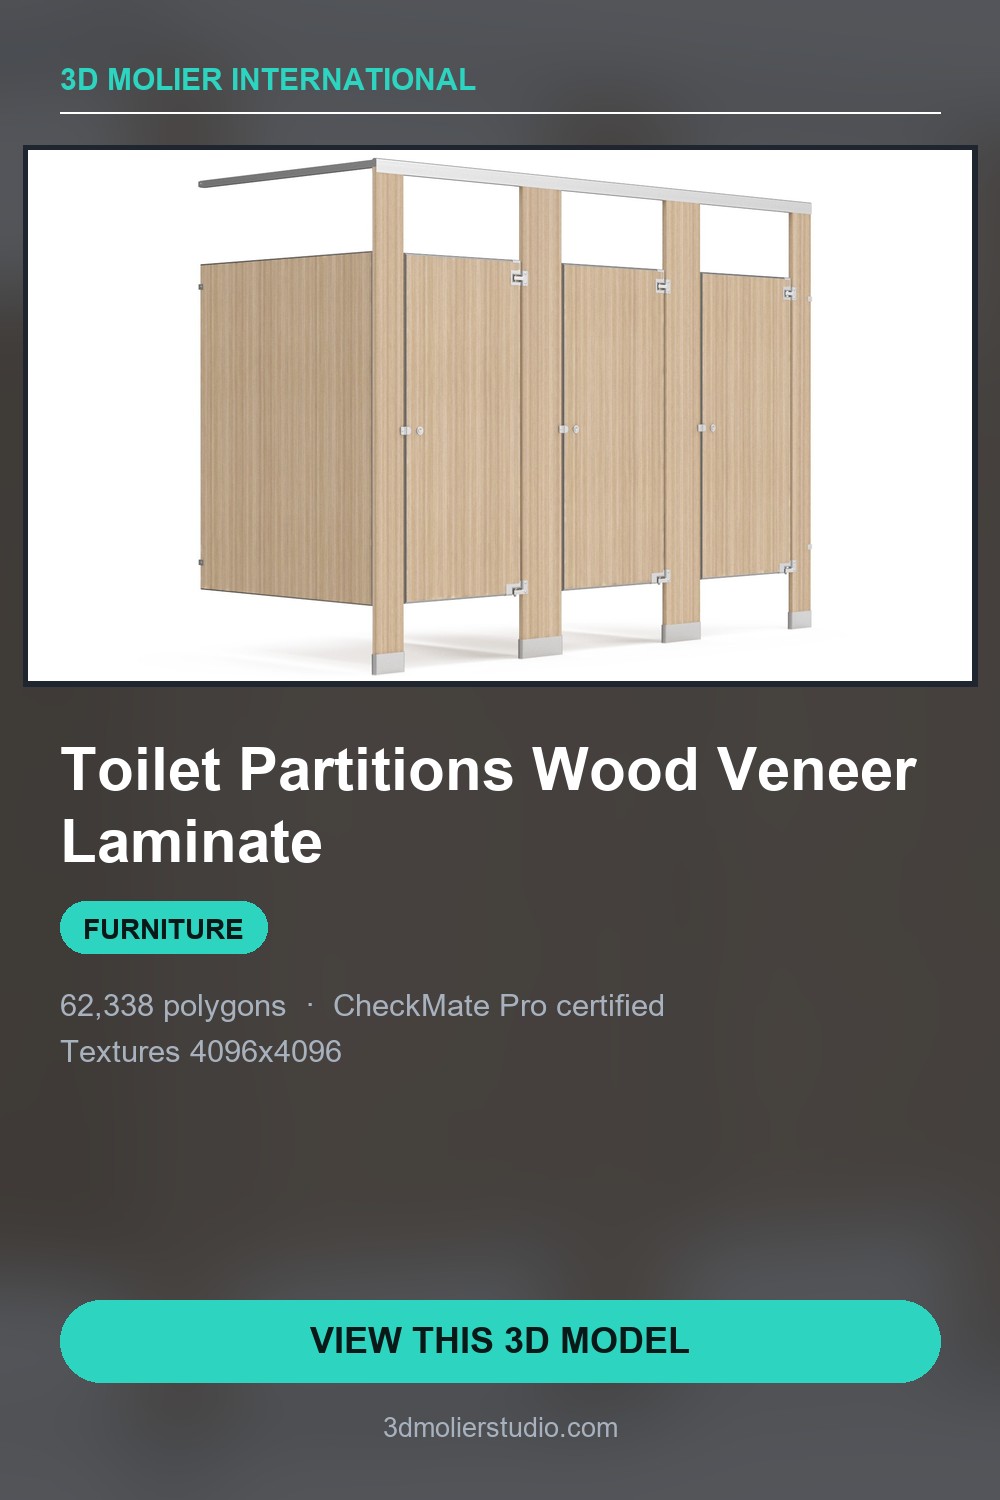 3D MOLIER INTERNATIONAL
Toilet Partitions Wood Veneer
Laminate
FURNITURE
62,338 polygons · CheckMate Pro certified
Textures 4096x4096
VIEW THIS 3D MODEL
3dmolierstudio.com